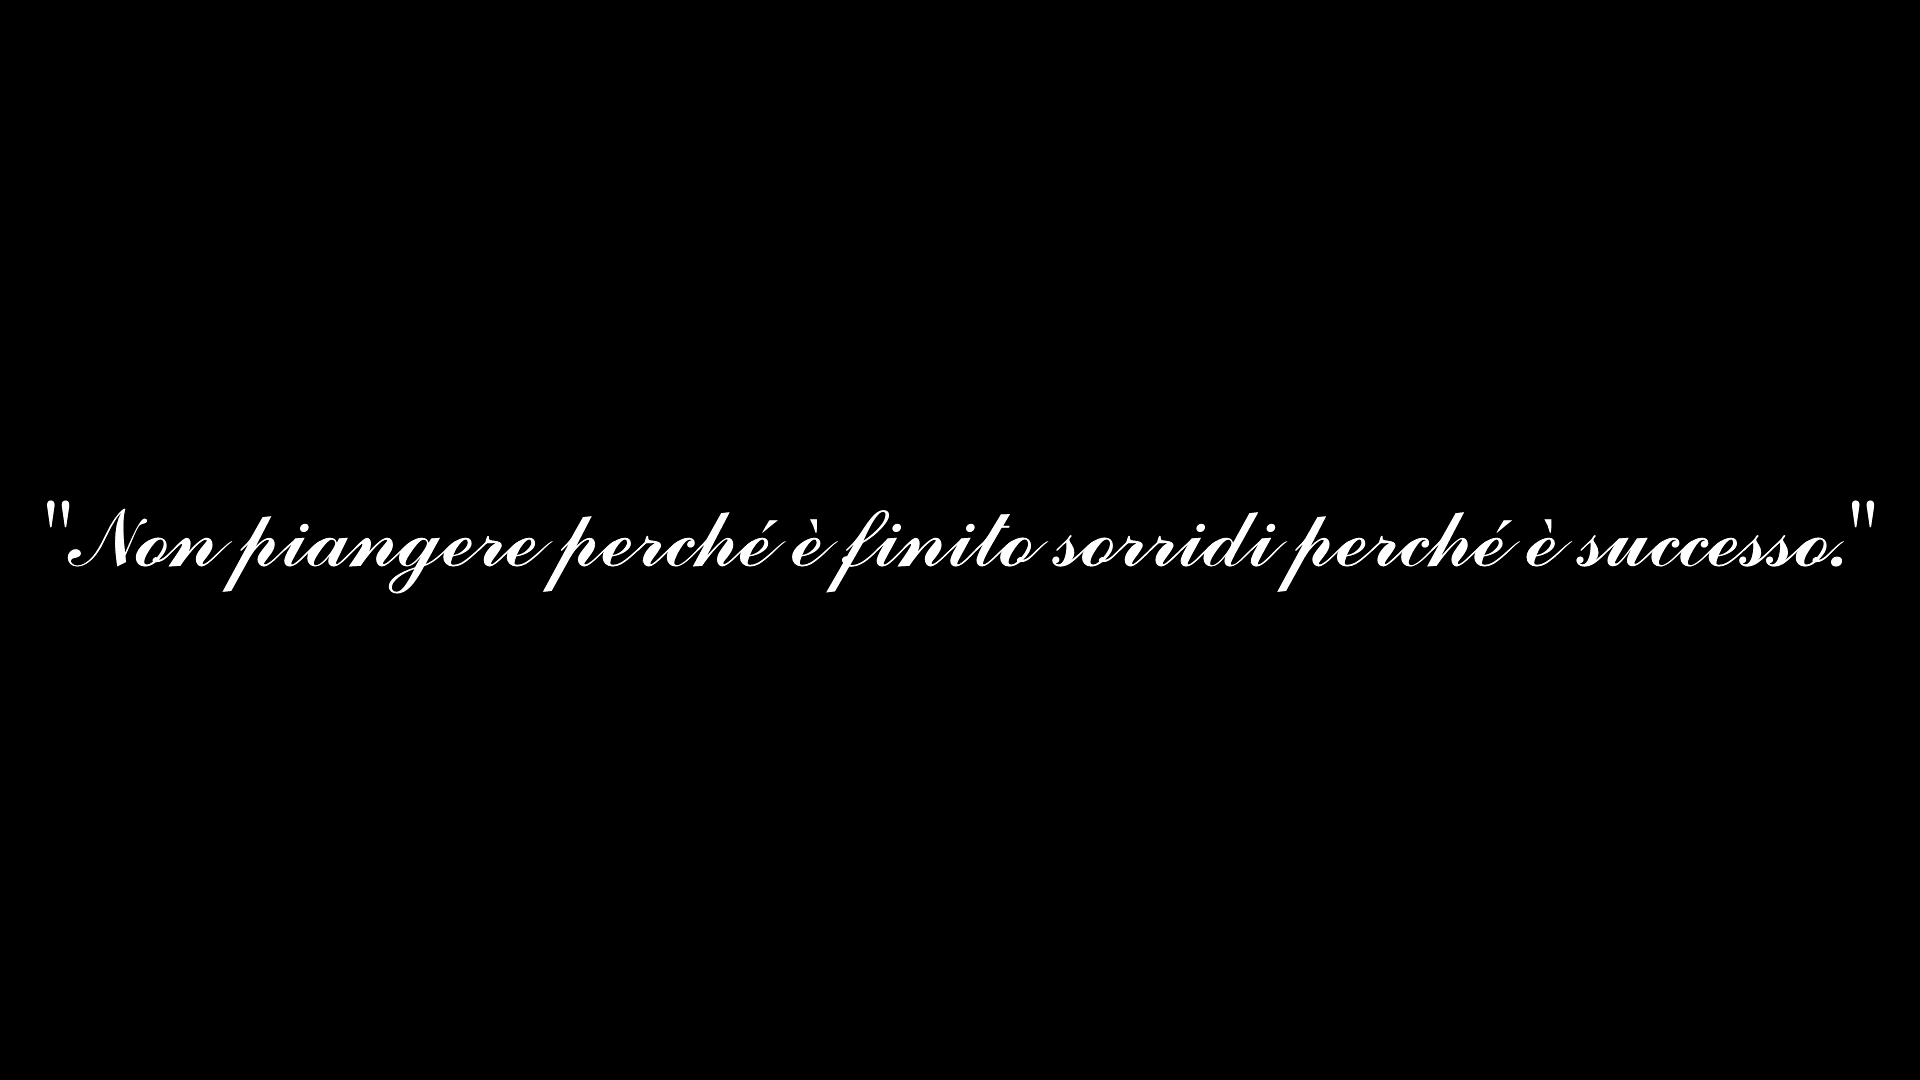 "Non piangere perché è finito sorridi perché è successo."